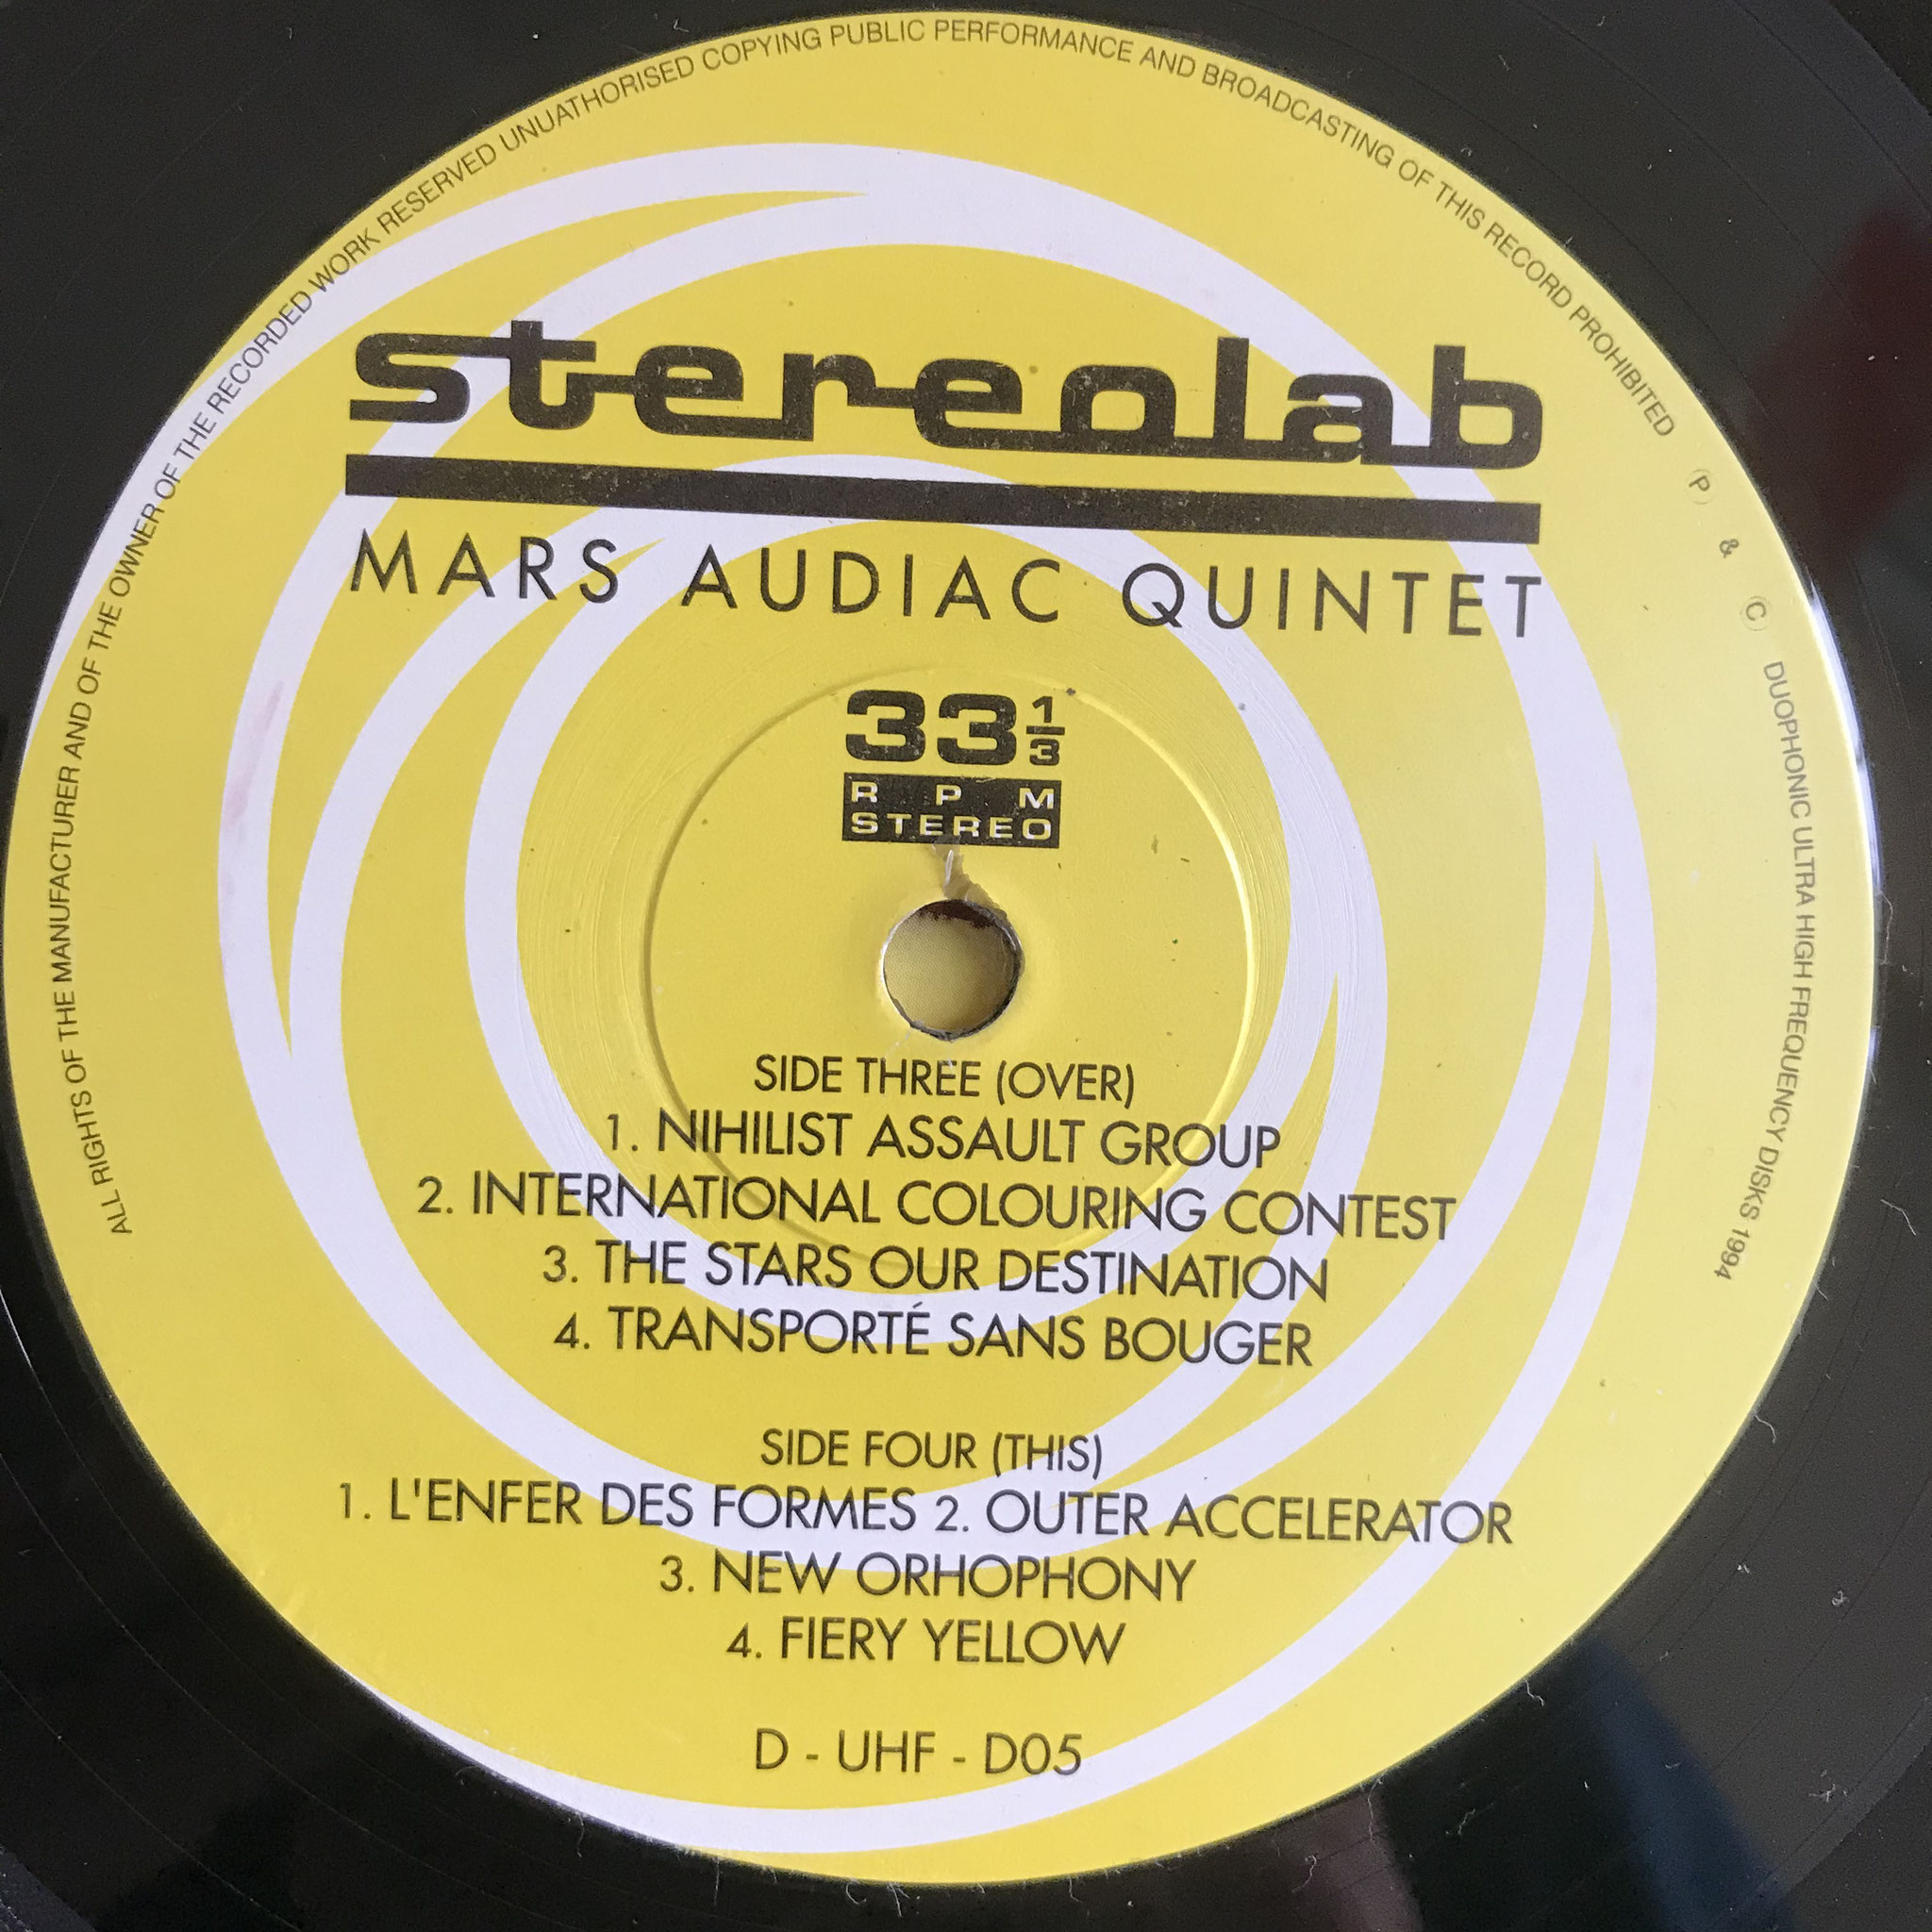 ALL RIGHTS OF THE MANUFACTURER AND OF THE OWNER OF THE RECORDED WORK RESERVED UNUATHORISED COPYING PUBLIC PERFORMANCE AND BROADCASTING OF THIS RECORD PROHIBITED Ⓟ & Ⓒ DUOPHONIC ULTRA HIGH FREQUENCY DISKS 1994
stereolab
MARS AUDIAC QUINTET
33 1/3
R P M
STEREO
SIDE THREE (OVER)
1. NIHILIST ASSAULT GROUP
2. INTERNATIONAL COLOURING CONTEST
3. THE STARS OUR DESTINATION
4. TRANSPORTÉ SANS BOUGER
SIDE FOUR (THIS)
1. L'ENFER DES FORMES 2. OUTER ACCELERATOR
3. NEW ORHOPHONY
4. FIERY YELLOW
D - UHF - D05